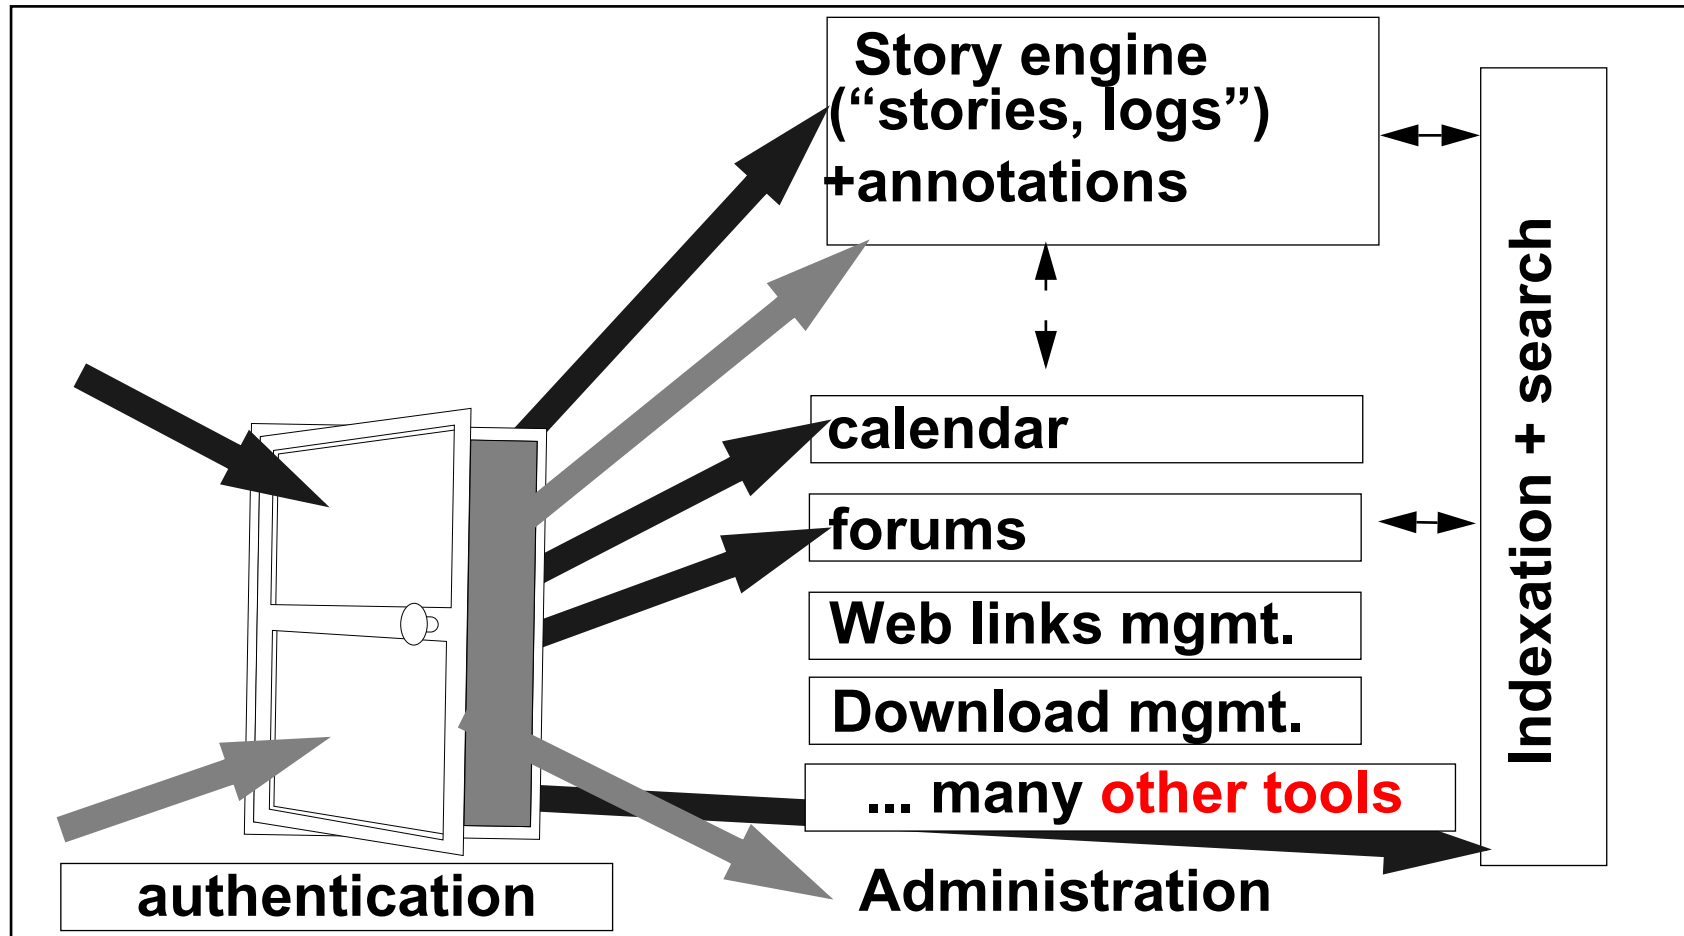 Story engine
(“stories, logs”)
+annotations
calendar
forums
Web links mgmt.
Download mgmt.
... many other tools
Administration
authentication
Indexation + search